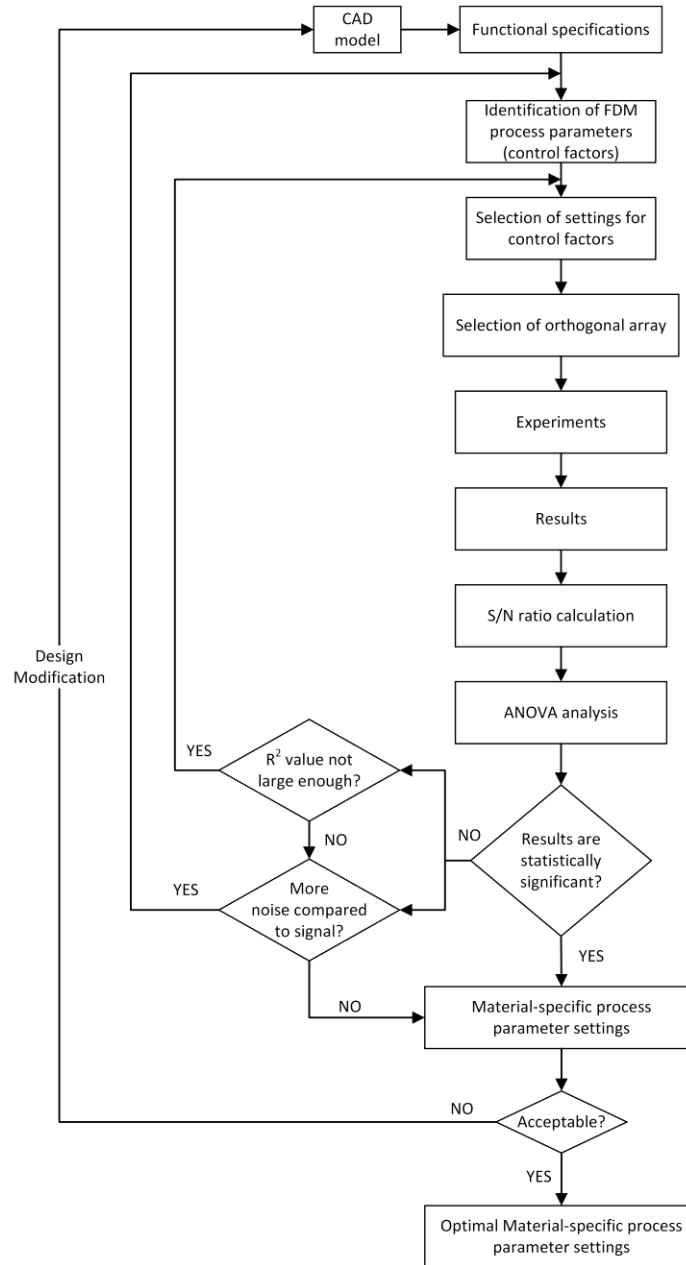 CAD
model
Functional specifications
Identification of FDM
process parameters
(control factors)
Selection of settings for
control factors
Selection of orthogonal array
Experiments
Results
S/N ratio calculation
Design
Modification
ANOVA analysis
YES
R² value not
large enough?
NO
NO
Results are
statistically
significant?
YES
More
noise compared
to signal?
YES
NO
Material-specific process
parameter settings
NO
Acceptable?
YES
Optimal Material-specific process
parameter settings